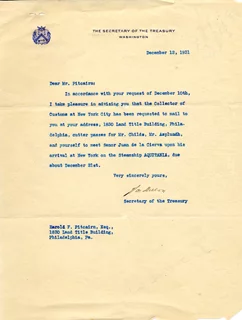 THE SECRETARY OF THE TREASURY
WASHINGTON
December 12, 1931
Dear Mr. Pitcairn:
In accordance with your request of December 10th,
I take pleasure in advising you that the Collector of
Customs at New York City has been requested to mail to
you at your address, 1830 Land Title Building, Phila-
delphia, cutter passes for Mr. Childs, Mr. Asplundh,
and yourself to meet Senor Juan de la Cierva upon
his arrival at New York on the Steamship AQUITANIA, due
about December 21st.
Very sincerely yours,
Secretary of the Treasury
Harold F. Pitcairn, Esq.,
1830 Land Title Building,
Philadelphia, Pa.